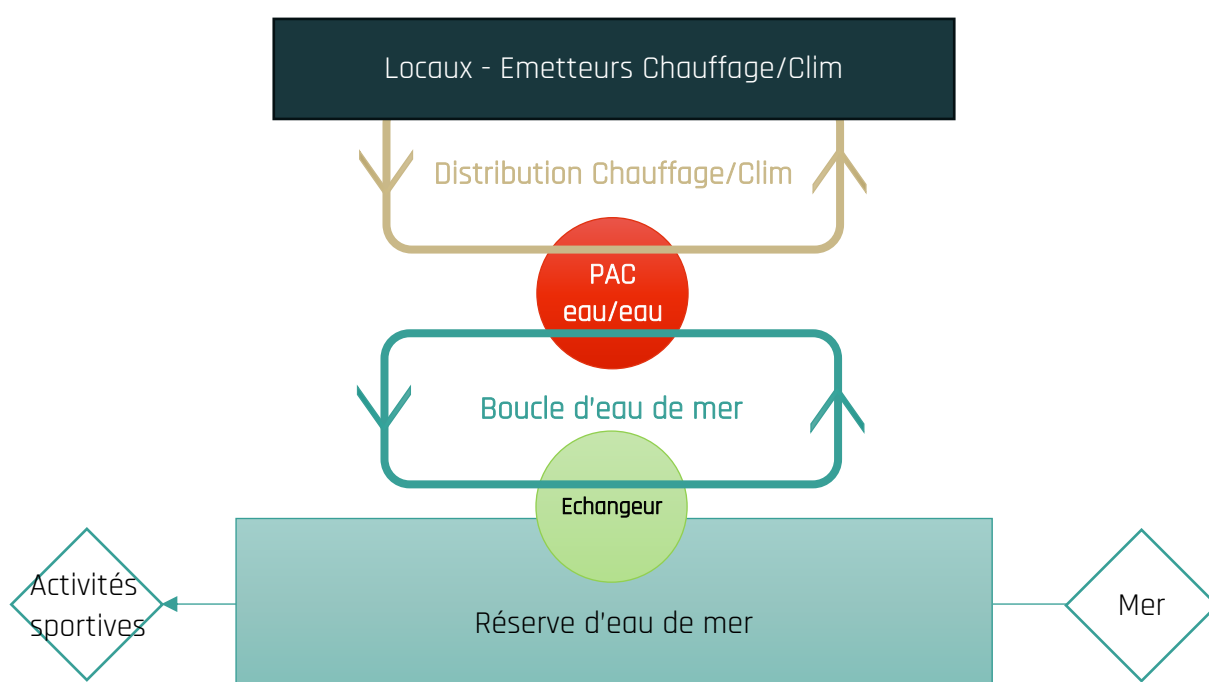 Locaux - Emetteurs Chauffage/Clim
Distribution Chauffage/Clim
PAC
eau/eau
Boucle d'eau de mer
Echangeur
Activités
sportives
Réserve d'eau de mer
Mer